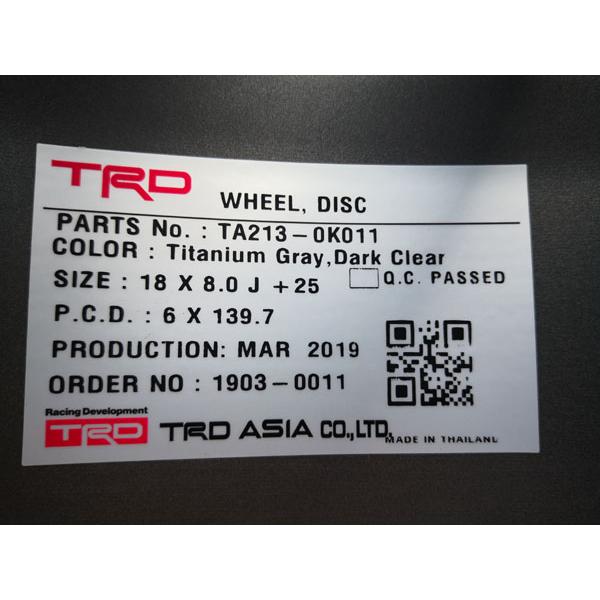 TRD
WHEEL, DISC
PARTS No. : TA213-0K011
COLOR : Titanium Gray,Dark Clear
SIZE : 18 X 8.0 J +25 Q.C. PASSED
P.C.D. : 6 X 139.7
PRODUCTION: MAR 2019
ORDER NO : 1903-0011
Racing Development
TRD TRD ASIA CO.,LTD.
MADE IN THAILAND